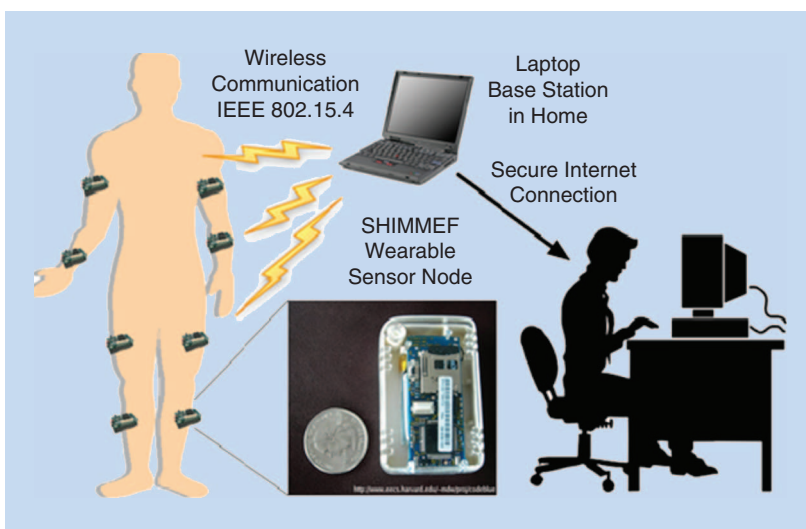 Wireless
Communication
IEEE 802.15.4
Laptop
Base Station
in Home
Secure Internet
Connection
SHIMMEF
Wearable
Sensor Node